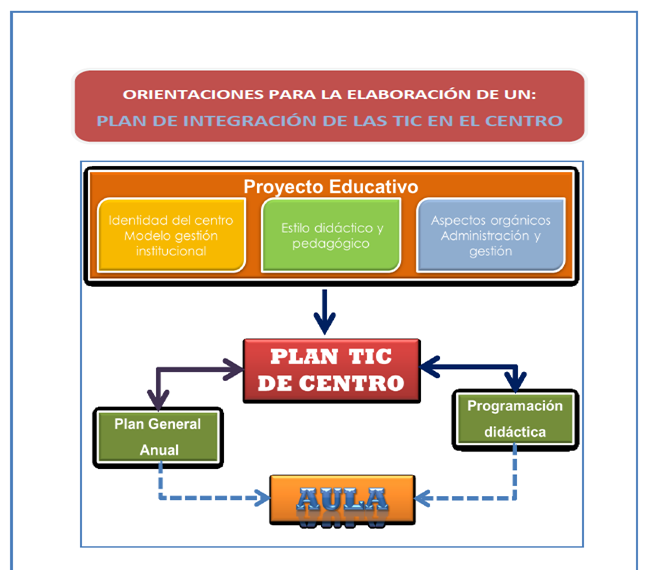 ORIENTACIONES PARA LA ELABORACIÓN DE UN:
PLAN DE INTEGRACIÓN DE LAS TIC EN EL CENTRO
Proyecto Educativo
Identidad del centro
Modelo gestión
institucional
Estilo didáctico y
pedagógico
Aspectos orgánicos
Administración y
gestión
PLAN TIC
DE CENTRO
Plan General
Anual
Programación
didáctica
AULA